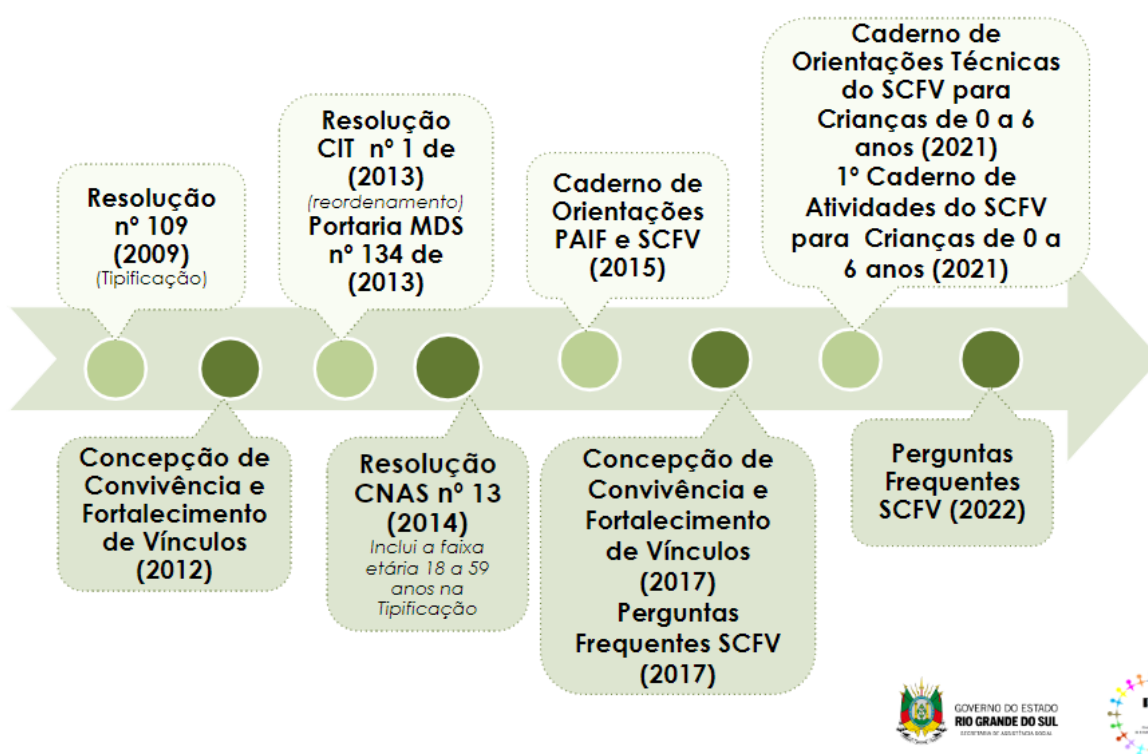 Resolução
nº 109
(2009)
(Tipificação)
Concepção de
Convivência e
Fortalecimento
de Vínculos
(2012)
Resolução
CIT nº 1 de
(2013)
(reordenamento)
Portaria MDS
nº 134 de
(2013)
Resolução
CNAS nº 13
(2014)
Inclui a faixa
etária 18 a 59
anos na
Tipificação
Caderno de
Orientações
PAIF e SCFV
(2015)
Concepção de
Convivência e
Fortalecimento
de Vínculos
(2017)
Perguntas
Frequentes SCFV
(2017)
Caderno de
Orientações Técnicas
do SCFV para
Crianças de 0 a 6
anos (2021)
1º Caderno de
Atividades do SCFV
para Crianças de 0 a
6 anos (2021)
Perguntas
Frequentes
SCFV (2022)
GOVERNO DO ESTADO
RIO GRANDE DO SUL
SECRETARIA DE ASSISTÊNCIA SOCIAL